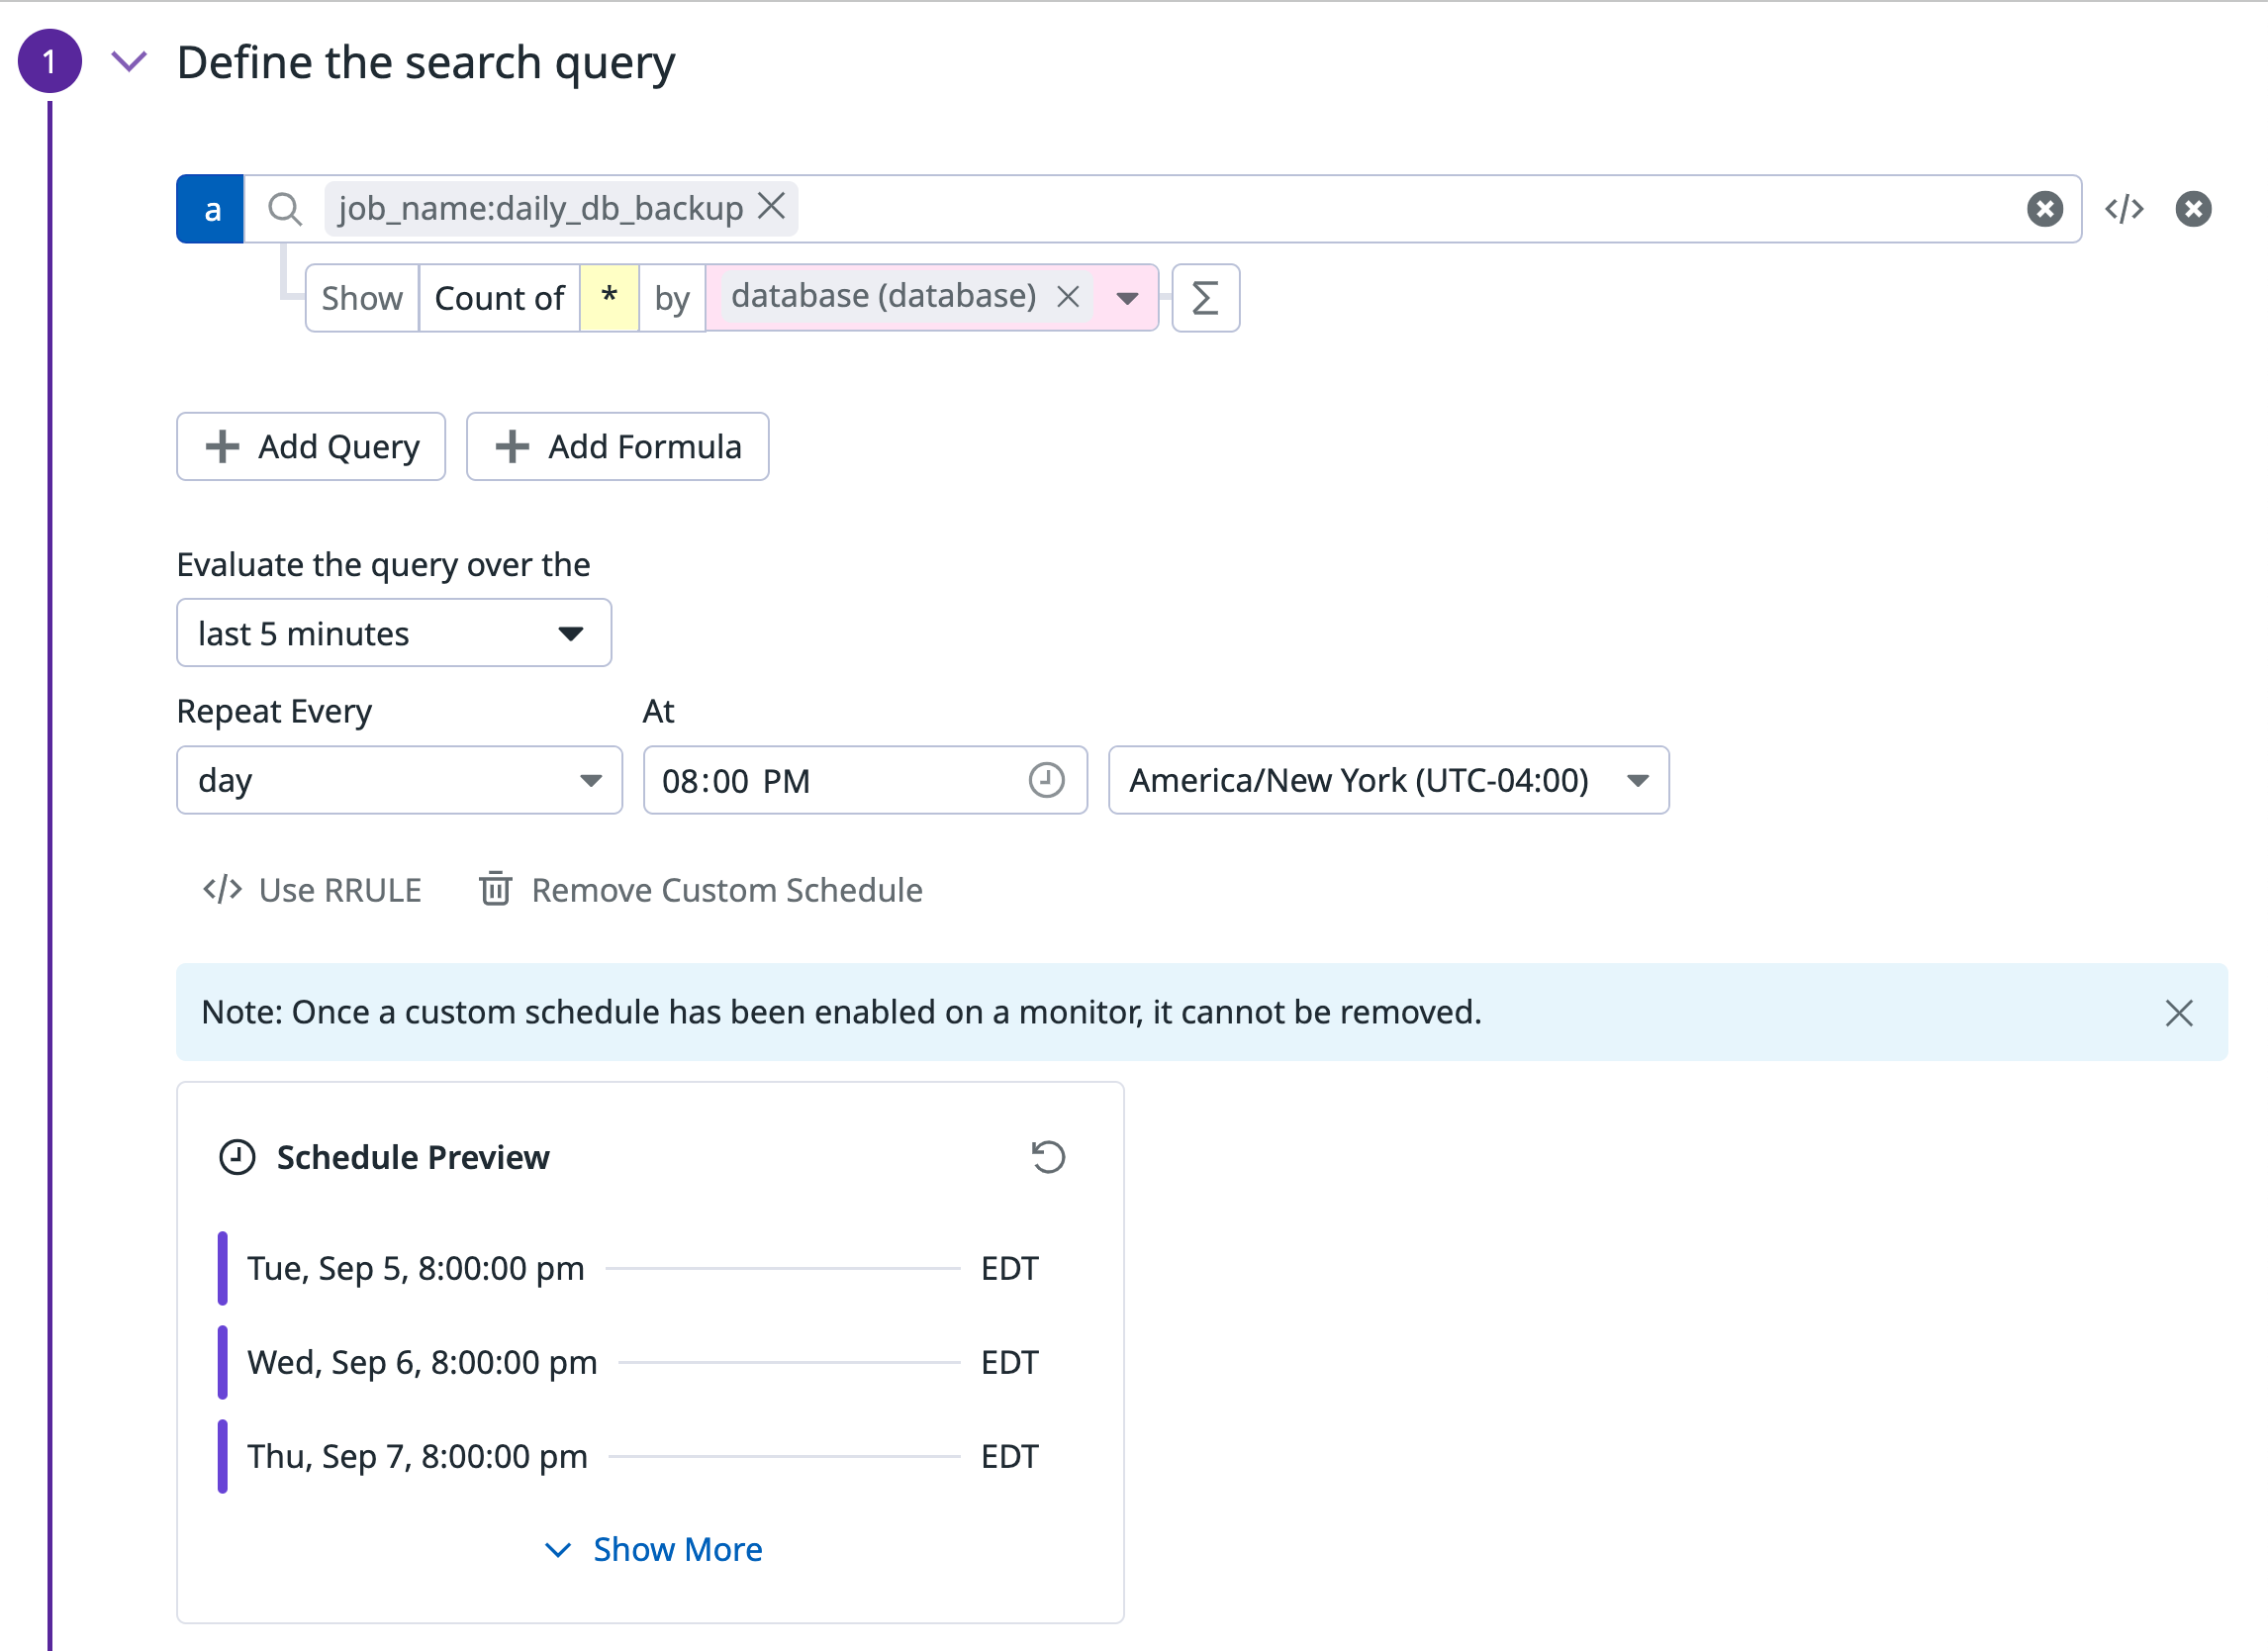 1 Define the search query
a job_name:daily_db_backup
Show Count of * by database (database) Σ
Add Query Add Formula
Evaluate the query over the
last 5 minutes
Repeat Every At
day 08:00 PM America/New York (UTC-04:00)
</> Use RRULE Remove Custom Schedule
Note: Once a custom schedule has been enabled on a monitor, it cannot be removed.
Schedule Preview
Tue, Sep 5, 8:00:00 pm EDT
Wed, Sep 6, 8:00:00 pm EDT
Thu, Sep 7, 8:00:00 pm EDT
Show More